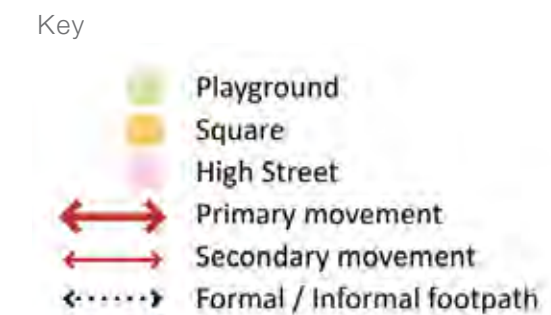 Key
Playground
Square
High Street
Primary movement
Secondary movement
Formal / Informal footpath